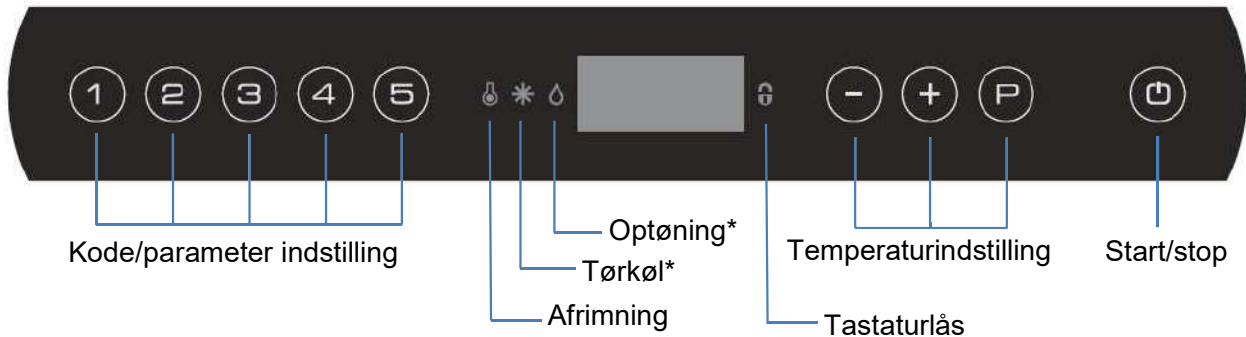 1 2 3 4 5 - + P
Optøning*
Kode/parameter indstilling
Temperaturindstilling
Start/stop
Tørkøl*
Afrimning
Tastaturlås